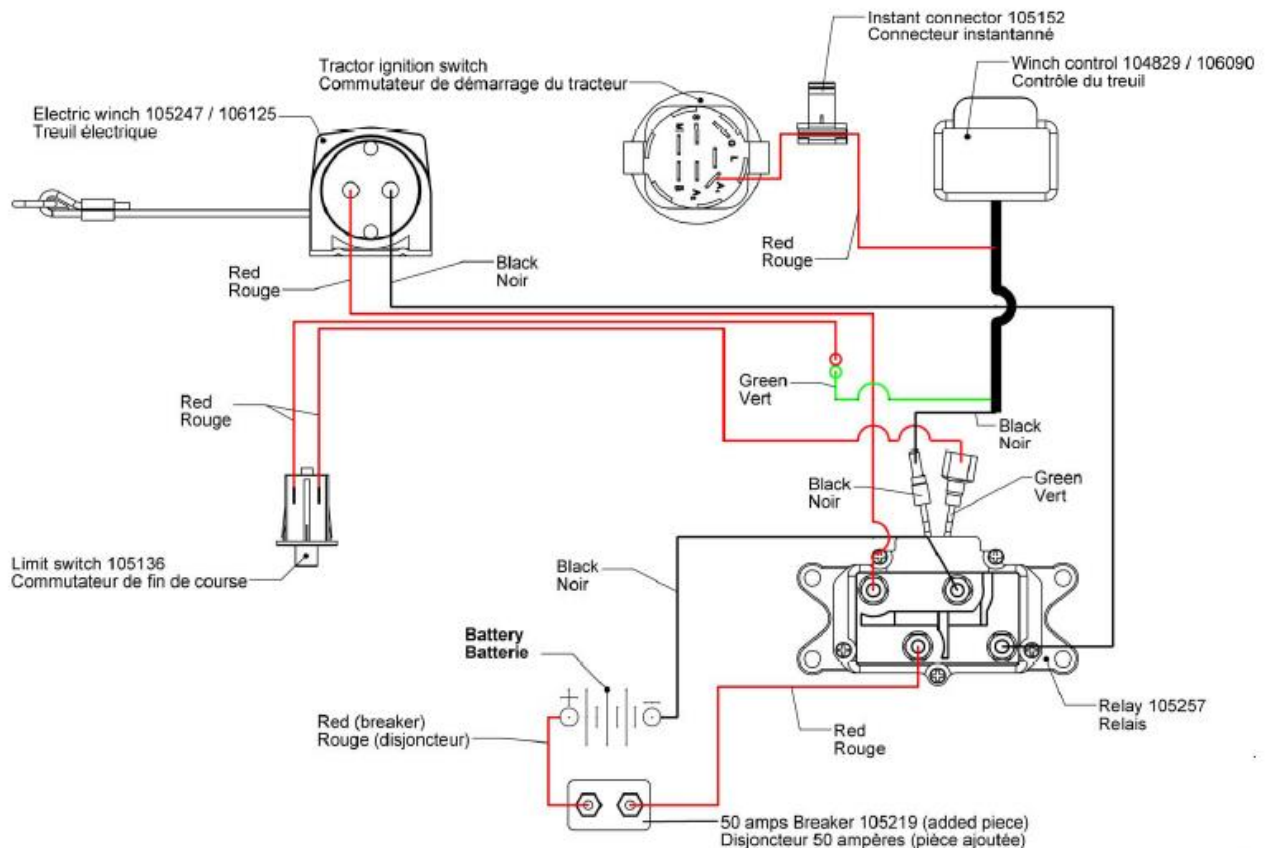 Instant connector 105152
Connecteur instantanné
Tractor ignition switch
Commutateur de démarrage du tracteur
Winch control 104829 / 106090
Contrôle du treuil
Electric winch 105247 / 106125
Treuil électrique
M
S
G
L
B
A₂
A₁
Red
Rouge
Black
Noir
Red
Rouge
Green
Vert
Red
Rouge
Black
Noir
Black
Noir
Green
Vert
Limit switch 105136
Commutateur de fin de course
Black
Noir
Battery
Batterie
+
−
Red (breaker)
Rouge (disjoncteur)
Red
Rouge
Relay 105257
Relais
50 amps Breaker 105219 (added piece)
Disjoncteur 50 ampères (pièce ajoutée)